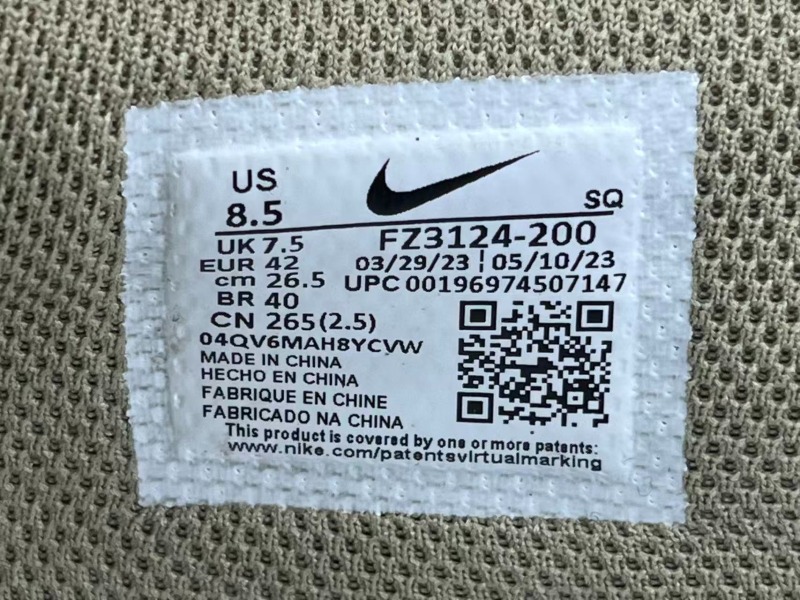 US
8.5
SQ
UK 7.5
FZ3124-200
EUR 42
03/29/23 | 05/10/23
cm 26.5
UPC 00196974507147
BR 40
CN 265(2.5)
04QV6MAH8YCVW
MADE IN CHINA
HECHO EN CHINA
FABRIQUE EN CHINE
FABRICADO NA CHINA
This product is covered by one or more patents:
www.nike.com/patentsvirtualmarking